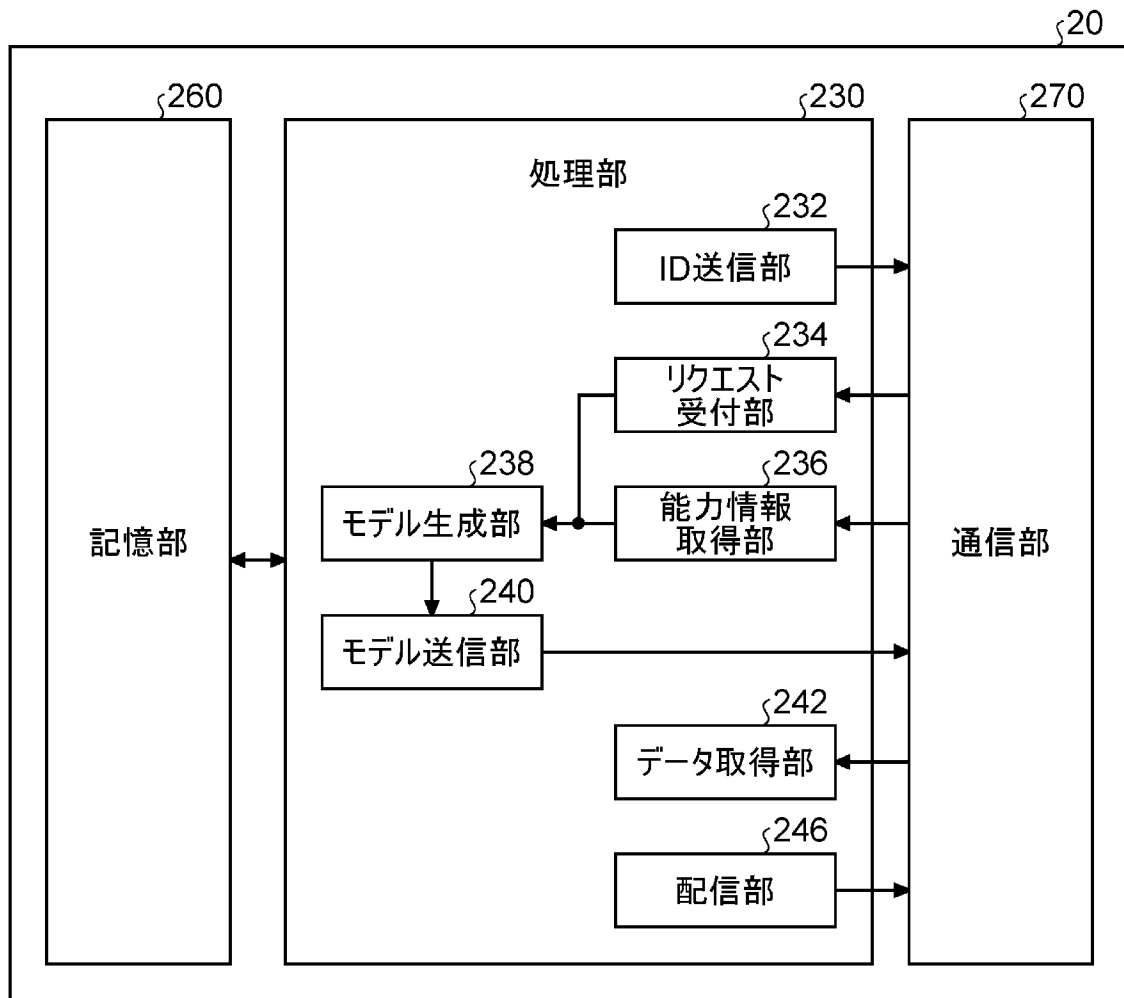 20
260
230
270
処理部
232
ID送信部
234
リクエスト
受付部
238
236
モデル生成部
能力情報
取得部
記憶部
通信部
240
モデル送信部
242
データ取得部
246
配信部